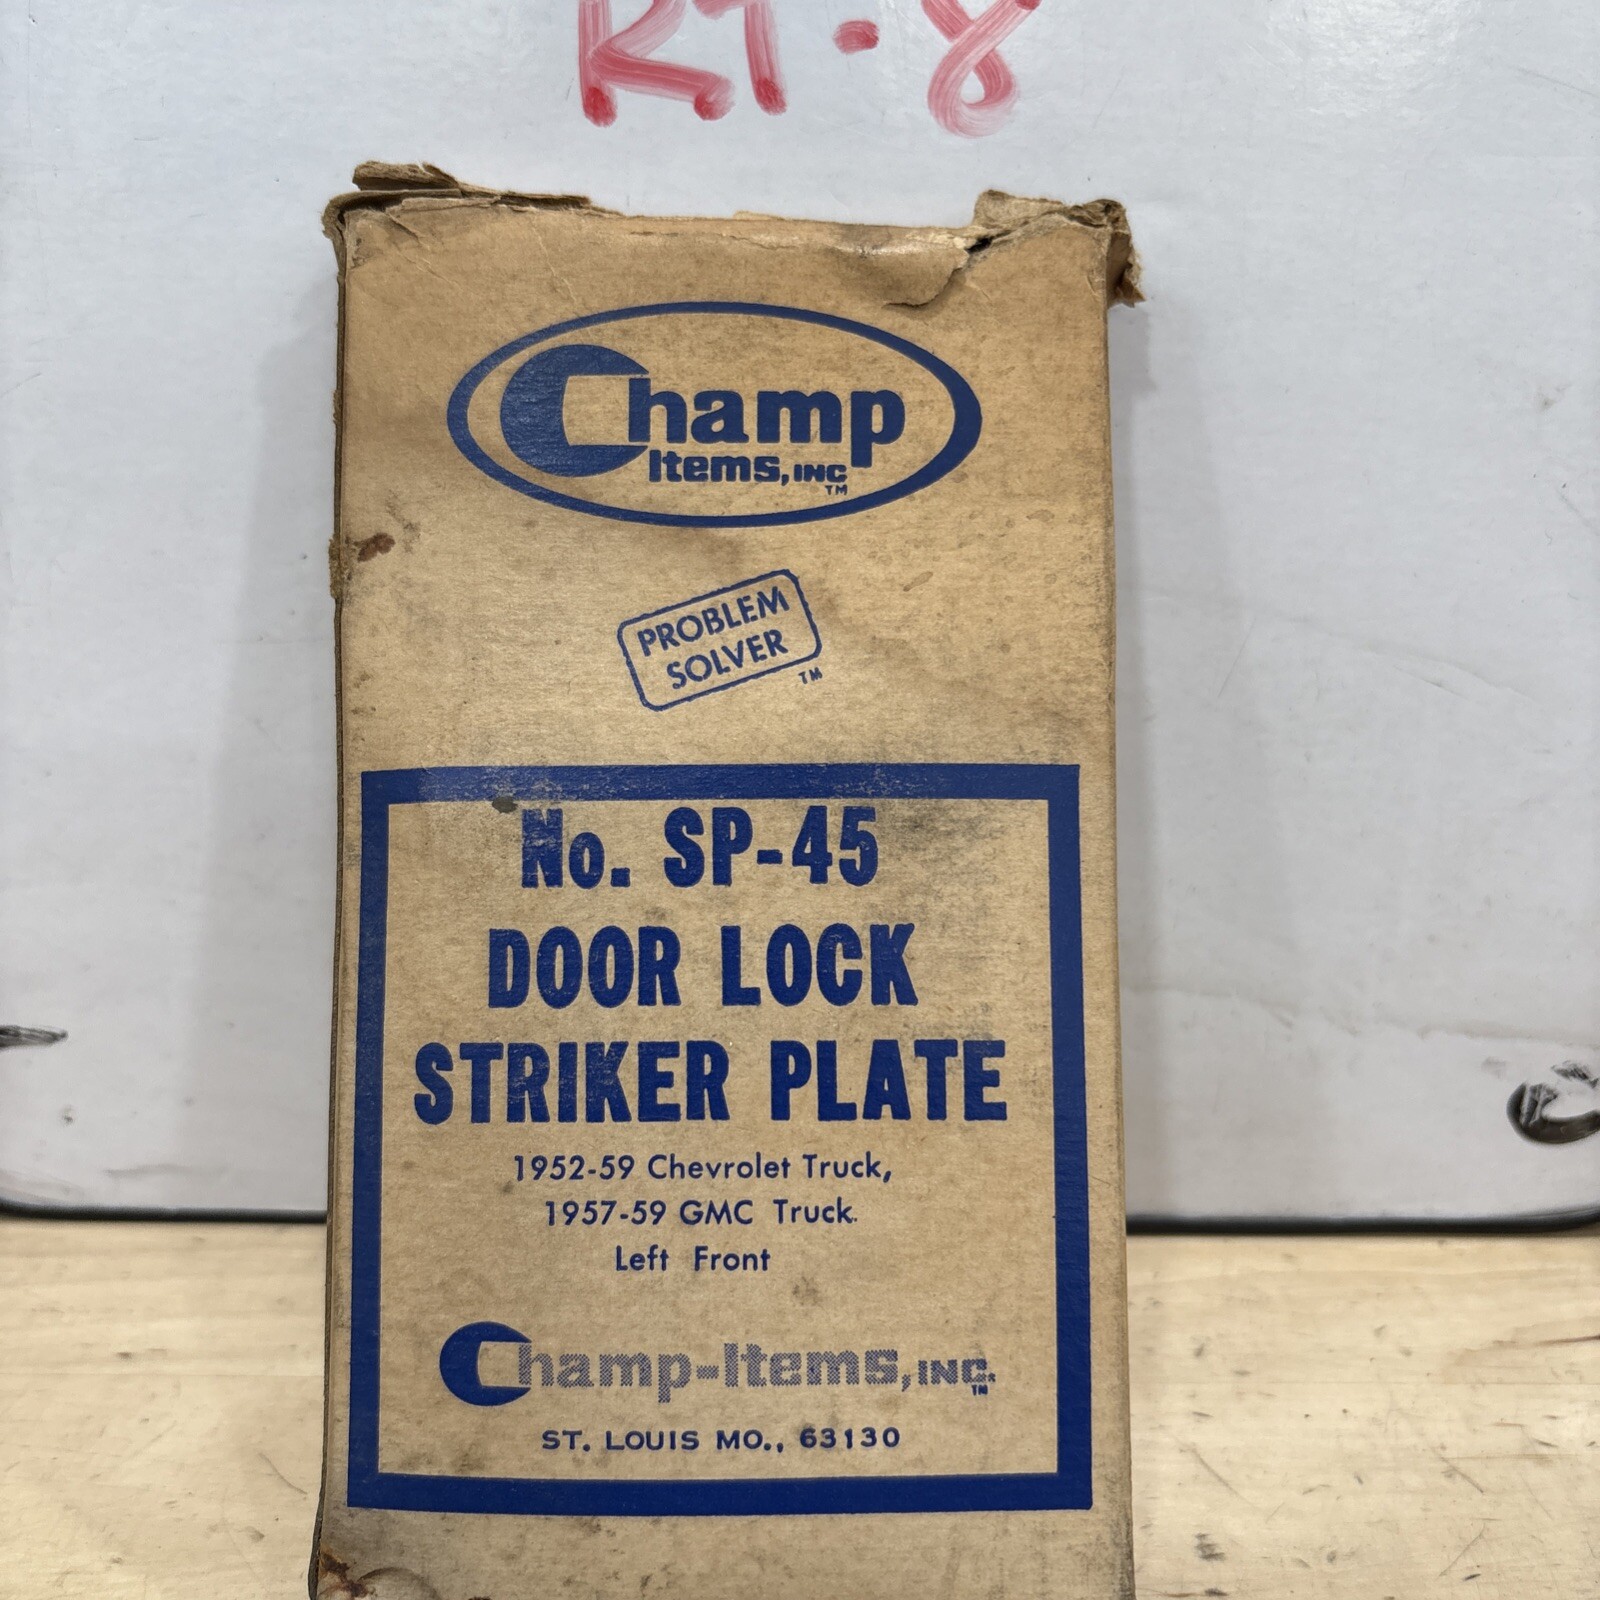 RT-8
Champ
Items, INC
TM
PROBLEM
SOLVER
TM
No. SP-45
DOOR LOCK
STRIKER PLATE
1952-59 Chevrolet Truck,
1957-59 GMC Truck.
Left Front
Champ-Items, INC.
TM
ST. LOUIS MO., 63130